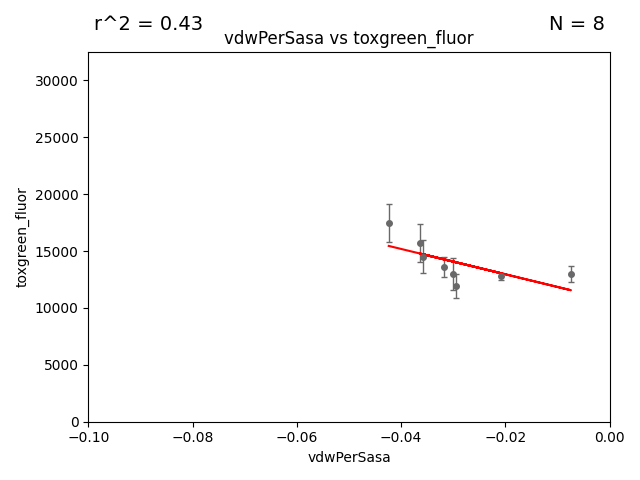 r^2 = 0.43
N = 8
vdwPerSasa vs toxgreen_fluor
30000
25000
20000
15000
10000
5000
0
toxgreen_fluor
−0.10
−0.08
−0.06
−0.04
−0.02
0.00
vdwPerSasa